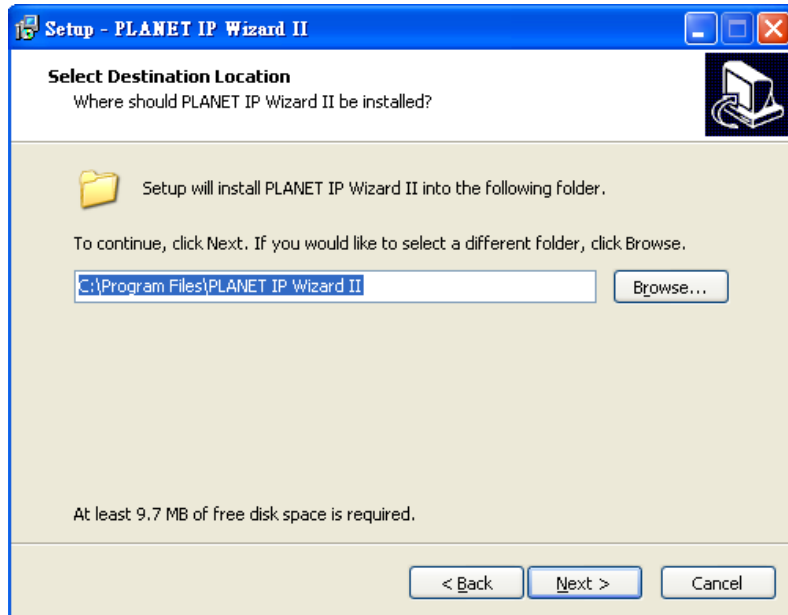 Setup - PLANET IP Wizard II
Select Destination Location
Where should PLANET IP Wizard II be installed?
Setup will install PLANET IP Wizard II into the following folder.
To continue, click Next. If you would like to select a different folder, click Browse.
C:\Program Files\PLANET IP Wizard II
Browse...
At least 9.7 MB of free disk space is required.
< Back Next > Cancel